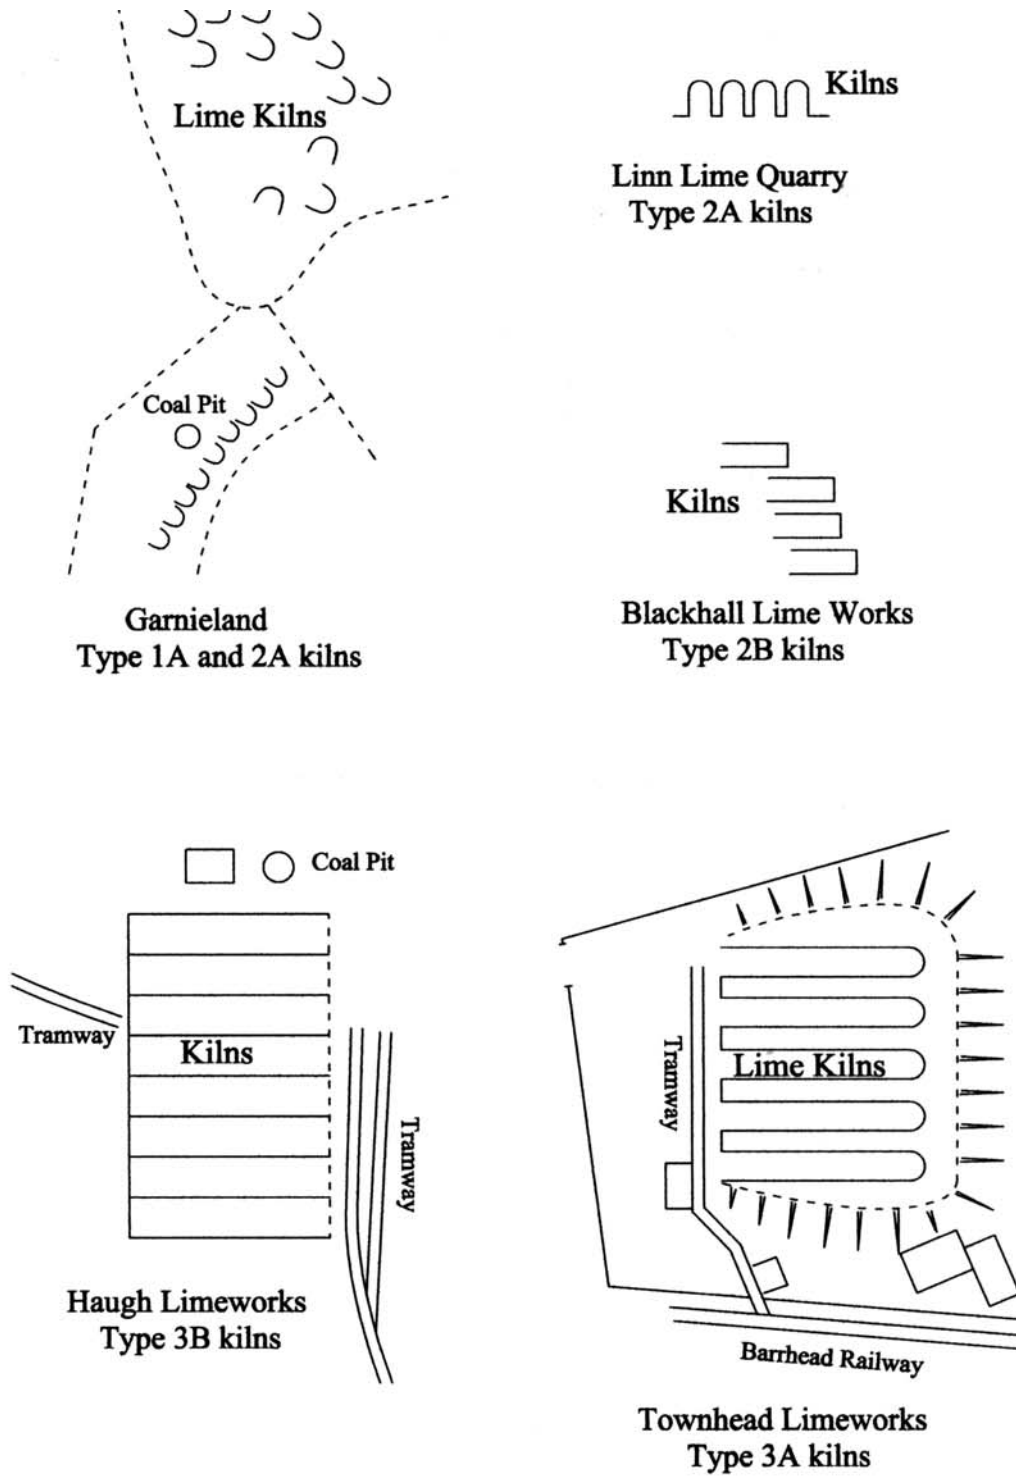 Lime Kilns
Coal Pit
Garnieland
Type 1A and 2A kilns
Kilns
Linn Lime Quarry
Type 2A kilns
Kilns
Blackhall Lime Works
Type 2B kilns
Coal Pit
Tramway
Kilns
Tramway
Haugh Limeworks
Type 3B kilns
Tramway
Lime Kilns
Barrhead Railway
Townhead Limeworks
Type 3A kilns